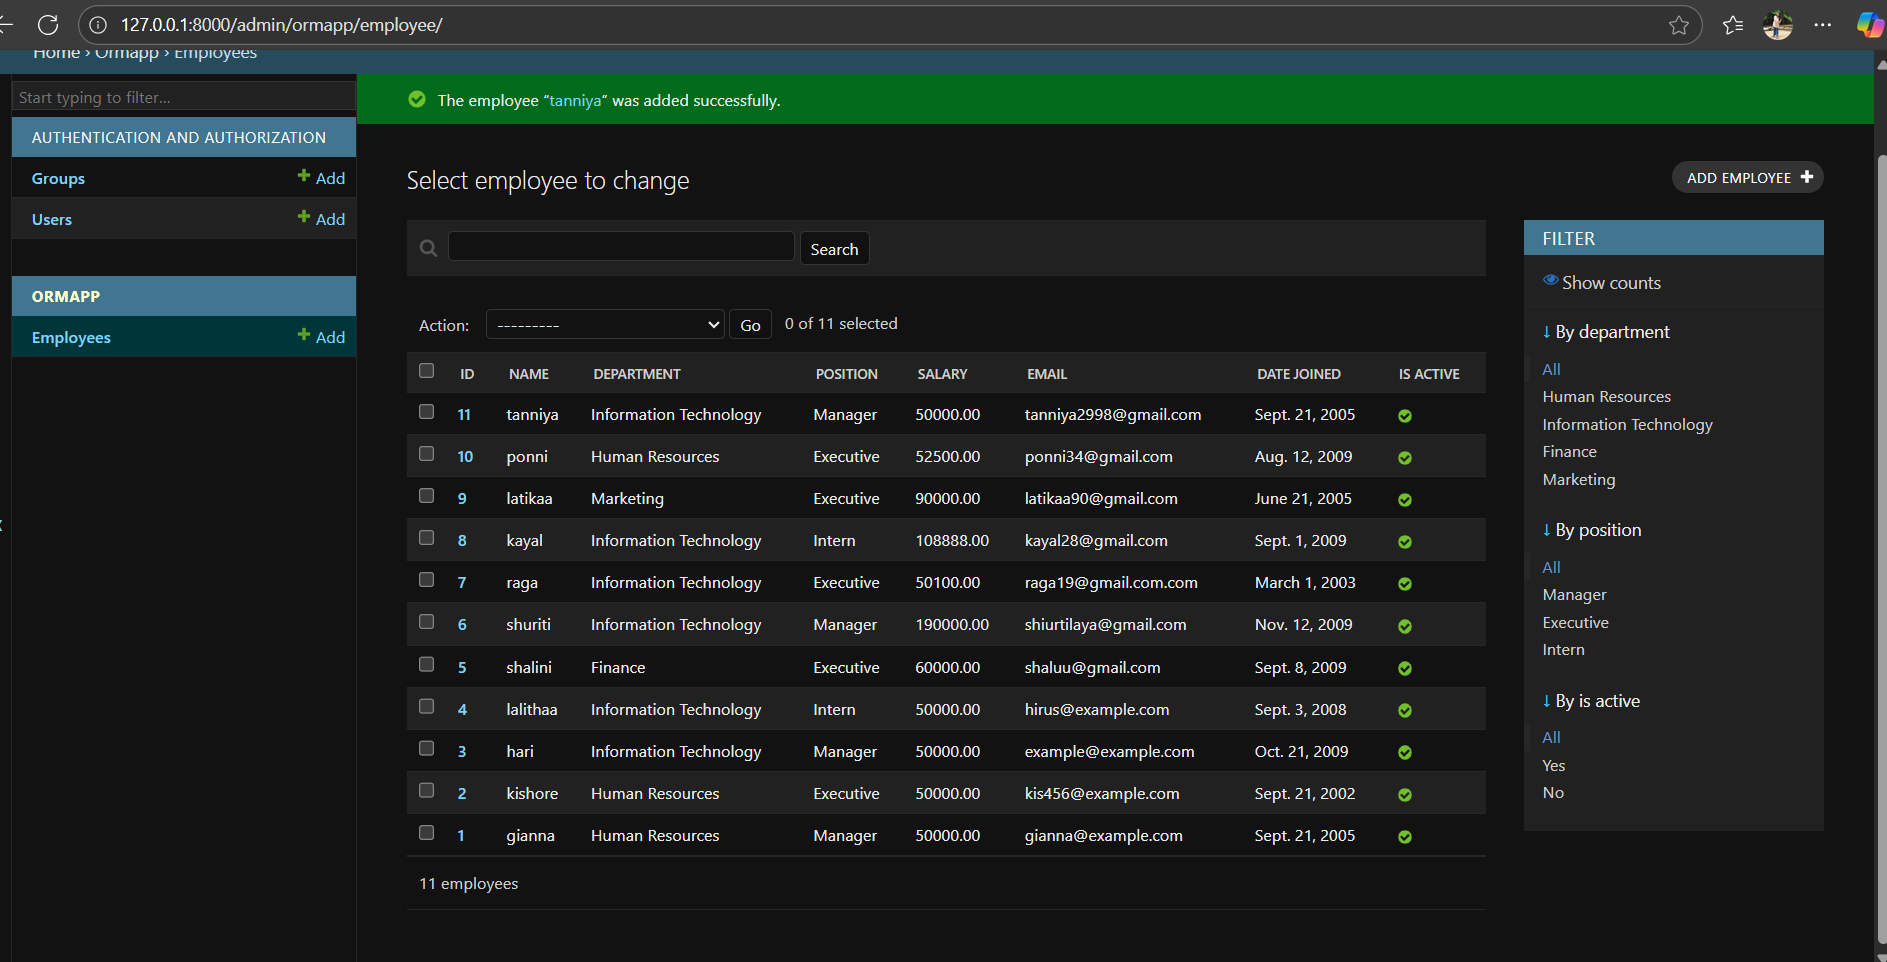 127.0.0.1:8000/admin/ormapp/employee/
Home › Ormapp › Employees
Start typing to filter...
AUTHENTICATION AND AUTHORIZATION
Groups Add
Users Add
ORMAPP
Employees Add
The employee “tanniya” was added successfully.
Select employee to change
ADD EMPLOYEE
Search
Action: --------- Go 0 of 11 selected
ID NAME DEPARTMENT POSITION SALARY EMAIL DATE JOINED IS ACTIVE
11 tanniya Information Technology Manager 50000.00 tanniya2998@gmail.com Sept. 21, 2005
10 ponni Human Resources Executive 52500.00 ponni34@gmail.com Aug. 12, 2009
9 latikaa Marketing Executive 90000.00 latikaa90@gmail.com June 21, 2005
8 kayal Information Technology Intern 108888.00 kayal28@gmail.com Sept. 1, 2009
7 raga Information Technology Executive 50100.00 raga19@gmail.com.com March 1, 2003
6 shuriti Information Technology Manager 190000.00 shiurtilaya@gmail.com Nov. 12, 2009
5 shalini Finance Executive 60000.00 shaluu@gmail.com Sept. 8, 2009
4 lalithaa Information Technology Intern 50000.00 hirus@example.com Sept. 3, 2008
3 hari Information Technology Manager 50000.00 example@example.com Oct. 21, 2009
2 kishore Human Resources Executive 50000.00 kis456@example.com Sept. 21, 2002
1 gianna Human Resources Manager 50000.00 gianna@example.com Sept. 21, 2005
11 employees
FILTER
Show counts
↓ By department
All
Human Resources
Information Technology
Finance
Marketing
↓ By position
All
Manager
Executive
Intern
↓ By is active
All
Yes
No